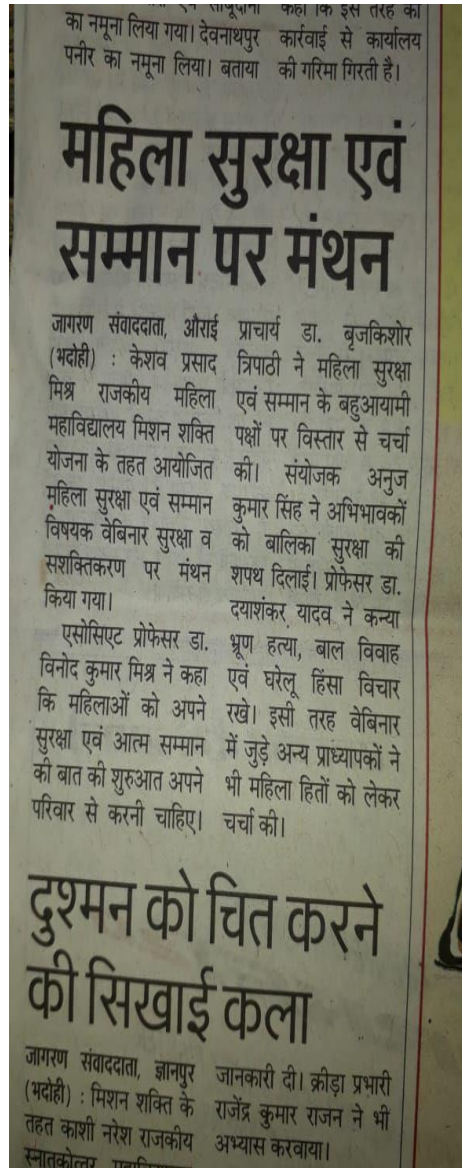 का नमूना लिया गया। देवनाथपुर
पनीर का नमूना लिया। बताया
कहा कि इस तरह की
कार्रवाई से कार्यालय
की गरिमा गिरती है।
महिला सुरक्षा एवं
सम्मान पर मंथन
जागरण संवाददाता, औराई
(भदोही) : केशव प्रसाद
मिश्र राजकीय महिला
महाविद्यालय मिशन शक्ति
योजना के तहत आयोजित
महिला सुरक्षा एवं सम्मान
विषयक वेबिनार सुरक्षा व
सशक्तिकरण पर मंथन
किया गया।
एसोसिएट प्रोफेसर डा.
विनोद कुमार मिश्र ने कहा
कि महिलाओं को अपने
सुरक्षा एवं आत्म सम्मान
की बात की शुरुआत अपने
परिवार से करनी चाहिए।
प्राचार्य डा. बृजकिशोर
त्रिपाठी ने महिला सुरक्षा
एवं सम्मान के बहुआयामी
पक्षों पर विस्तार से चर्चा
की। संयोजक अनुज
कुमार सिंह ने अभिभावकों
को बालिका सुरक्षा की
शपथ दिलाई। प्रोफेसर डा.
दयाशंकर यादव ने कन्या
भ्रूण हत्या, बाल विवाह
एवं घरेलू हिंसा विचार
रखे। इसी तरह वेबिनार
में जुड़े अन्य प्राध्यापकों ने
भी महिला हितों को लेकर
चर्चा की।
दुश्मन को चित करने
की सिखाई कला
जागरण संवाददाता, ज्ञानपुर
(भदोही) : मिशन शक्ति के
तहत काशी नरेश राजकीय
स्नातकोत्तर
जानकारी दी। क्रीड़ा प्रभारी
राजेंद्र कुमार राजन ने भी
अभ्यास करवाया।